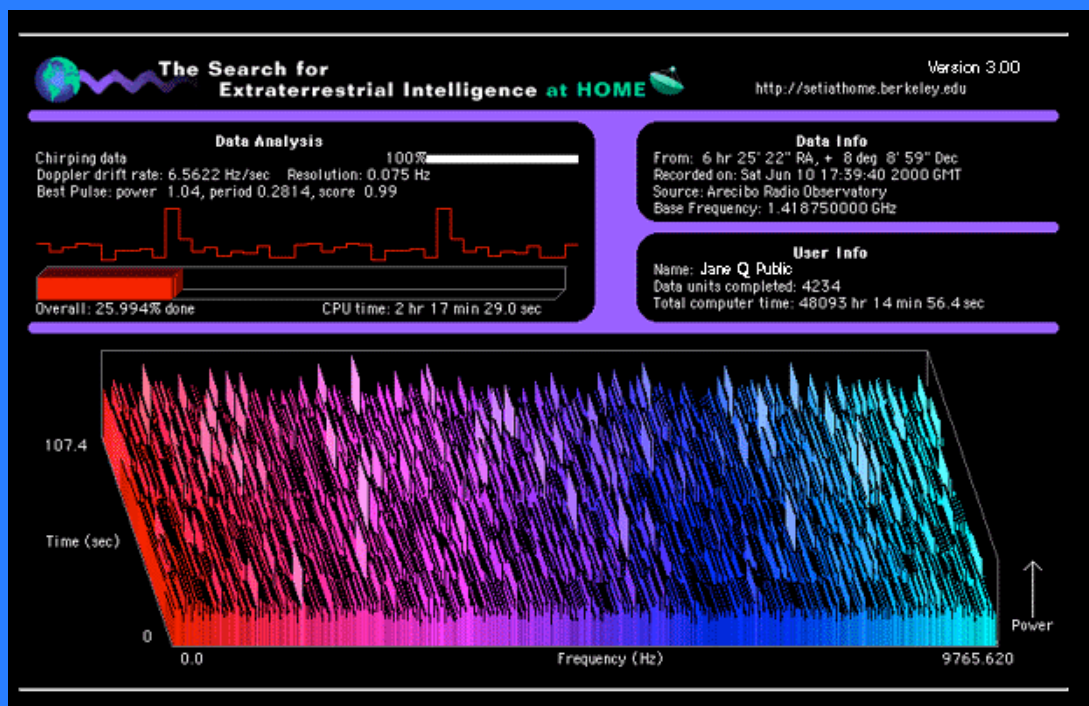 The Search for
Extraterrestrial Intelligence at HOME
Version 3.00
http://setiathome.berkeley.edu
Data Analysis
Chirping data 100%
Doppler drift rate: 6.5622 Hz/sec Resolution: 0.075 Hz
Best Pulse: power 1.04, period 0.2814, score 0.99
Overall: 25.994% done CPU time: 2 hr 17 min 29.0 sec
Data Info
From: 6 hr 25' 22" RA, + 8 deg 8' 59" Dec
Recorded on: Sat Jun 10 17:39:40 2000 GMT
Source: Arecibo Radio Observatory
Base Frequency: 1.418750000 GHz
User Info
Name: Jane Q Public
Data units completed: 4234
Total computer time: 48093 hr 14 min 56.4 sec
107.4
Time (sec)
0
0.0 Frequency (Hz) 9765.620
Power